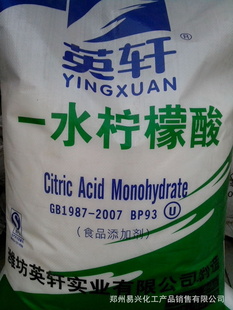 英轩
YINGXUAN
一水柠檬酸
Citric Acid Monohydrate
GB1987-2007 BP93 U
(食品添加剂)
潍坊英轩实业有限公司
郑州易兴化工产品销售有限公司